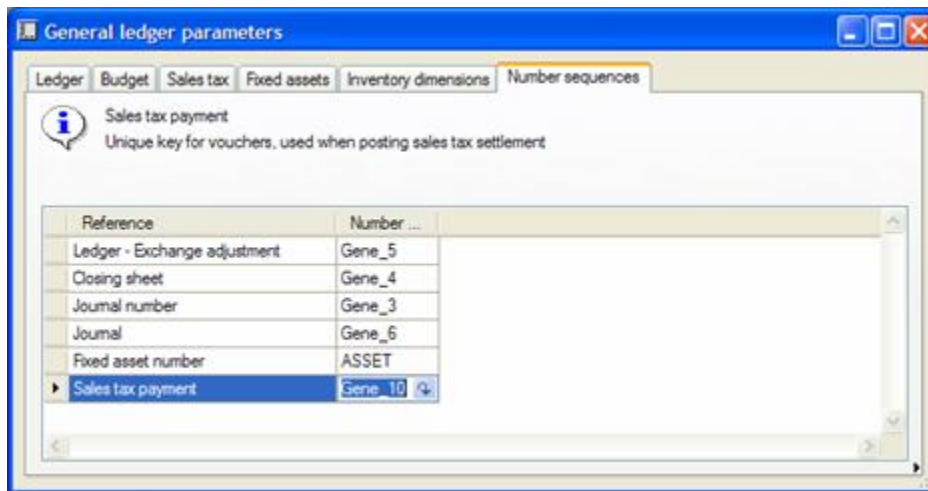 General ledger parameters
Ledger Budget Sales tax Fixed assets Inventory dimensions Number sequences
Sales tax payment
Unique key for vouchers, used when posting sales tax settlement
Reference Number ...
Ledger - Exchange adjustment Gene_5
Closing sheet Gene_4
Journal number Gene_3
Journal Gene_6
Fixed asset number ASSET
Sales tax payment Gene_10